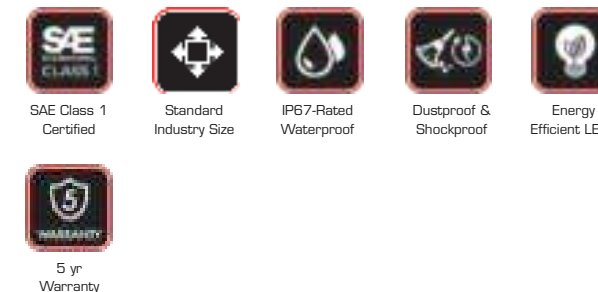 SAE
CLASS 1
SAE Class 1
Certified
Standard
Industry Size
IP67-Rated
Waterproof
Dustproof &
Shockproof
Energy
Efficient LE
5
WARRANTY
5 yr
Warranty